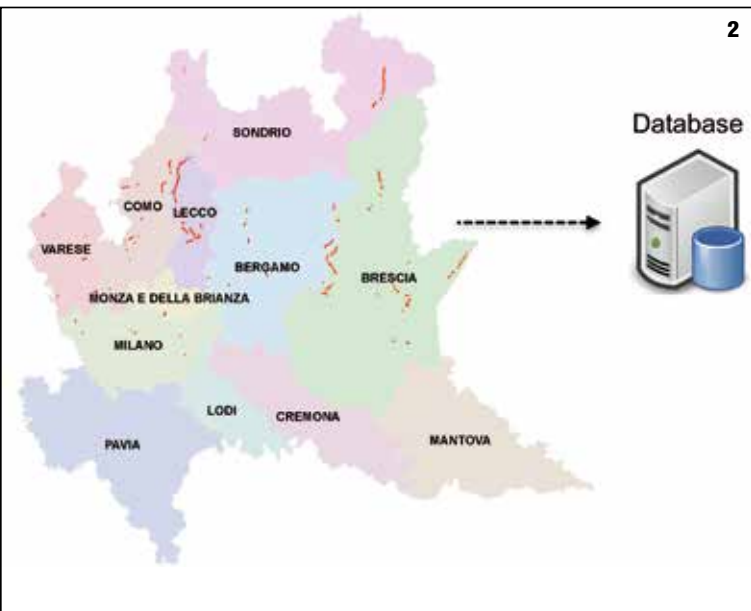 2
Database
SONDRIO
COMO
LECCO
VARESE
BERGAMO
BRESCIA
MONZA E DELLA BRIANZA
MILANO
LODI
CREMONA
MANTOVA
PAVIA